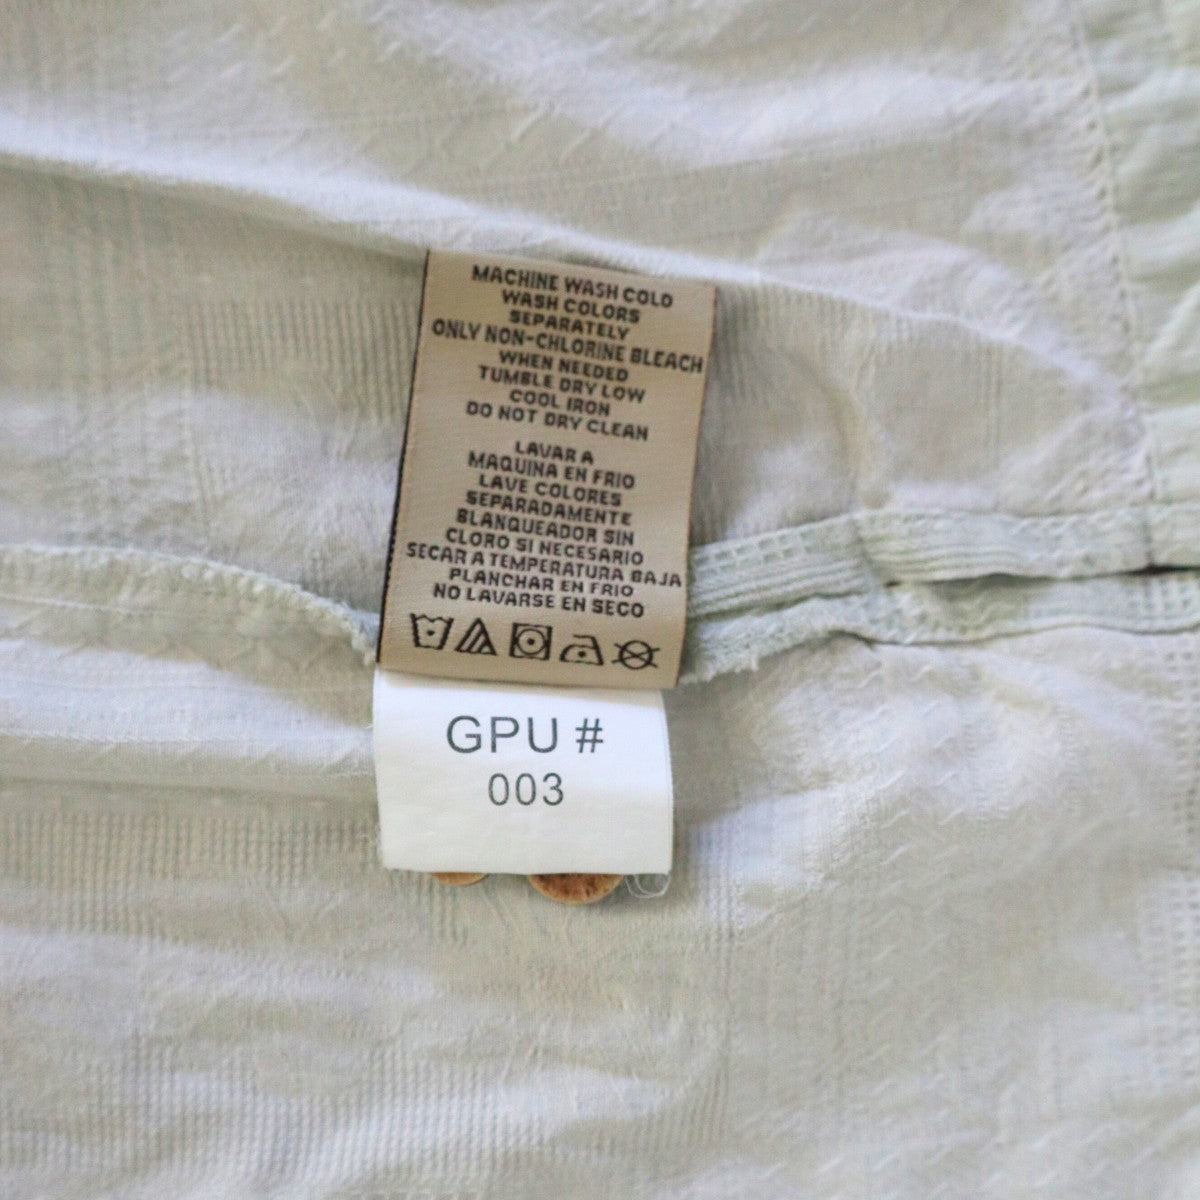 MACHINE WASH COLD
WASH COLORS
SEPARATELY
ONLY NON-CHLORINE BLEACH
WHEN NEEDED
TUMBLE DRY LOW
COOL IRON
DO NOT DRY CLEAN
LAVAR A
MAQUINA EN FRIO
LAVE COLORES
SEPARADAMENTE
BLANQUEADOR SIN
CLORO SI NECESARIO
SECAR A TEMPERATURA BAJA
PLANCHAR EN FRIO
NO LAVARSE EN SECO
GPU #
003